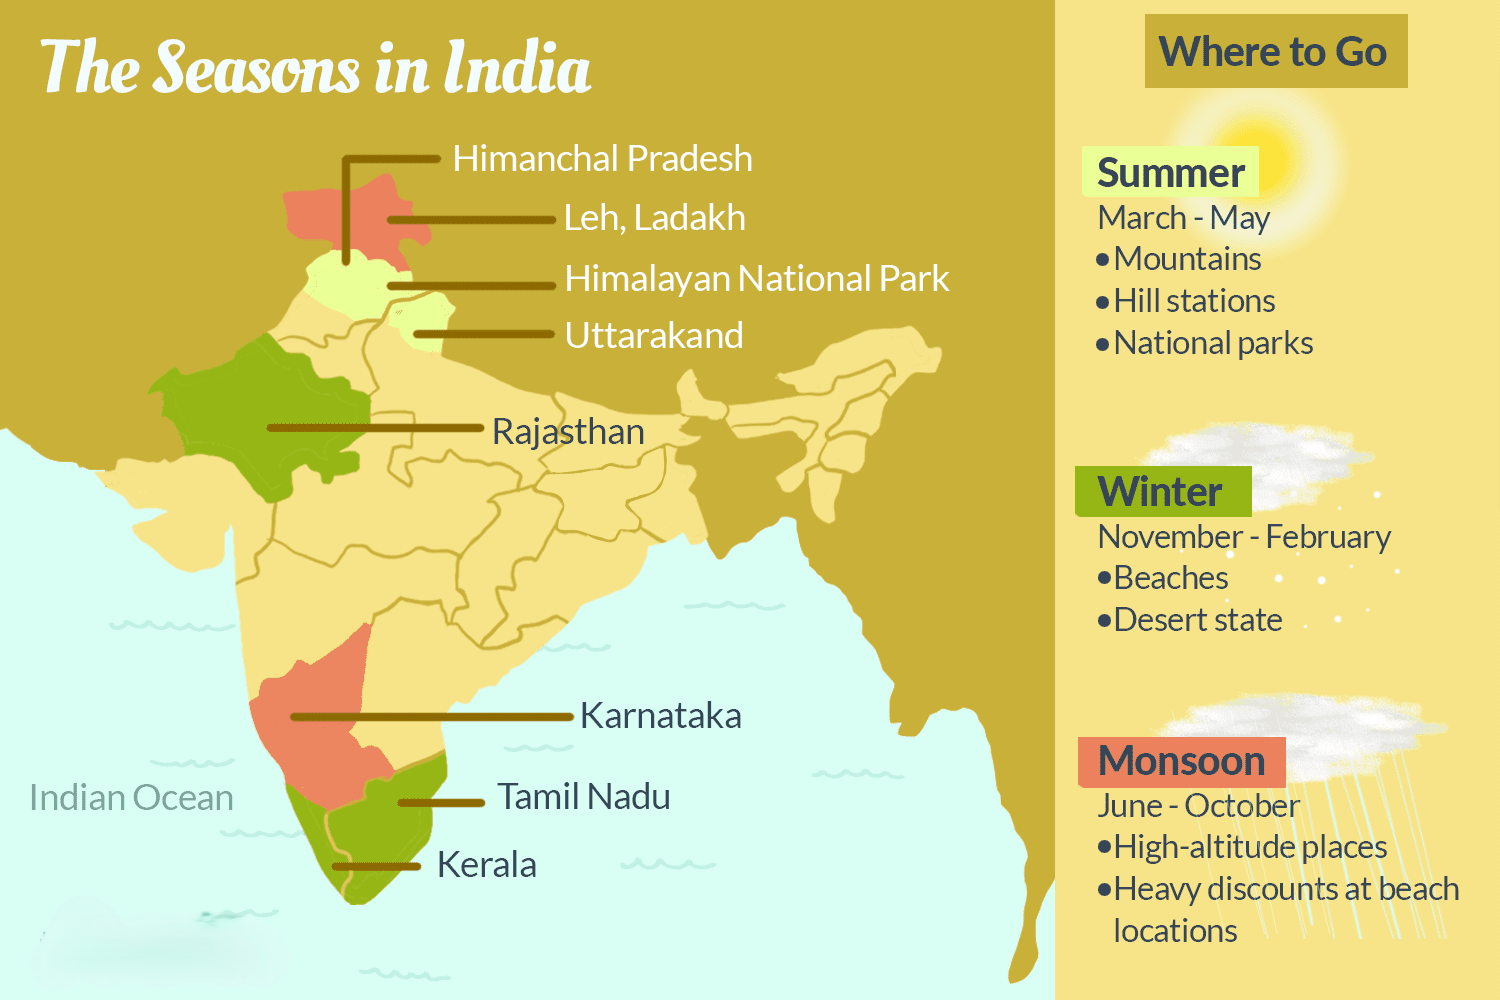 The Seasons in India
Himanchal Pradesh
Leh, Ladakh
Himalayan National Park
Uttarakand
Rajasthan
Karnataka
Indian Ocean
Tamil Nadu
Kerala
Where to Go
Summer
March - May
•Mountains
•Hill stations
•National parks
Winter
November - February
•Beaches
•Desert state
Monsoon
June - October
•High-altitude places
•Heavy discounts at beach
locations